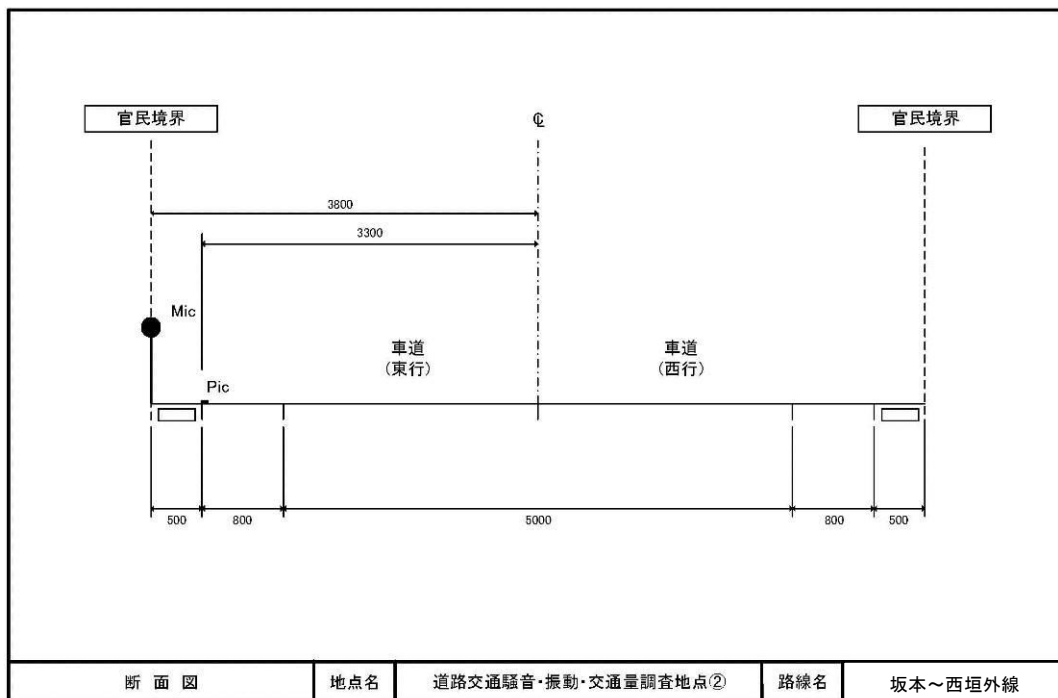 官民境界
℄
官民境界
3800
3300
Mic
車道
(東行)
車道
(西行)
Pic
500
800
5000
800
500
断面図
地点名
道路交通騒音・振動・交通量調査地点②
路線名
坂本～西垣外線